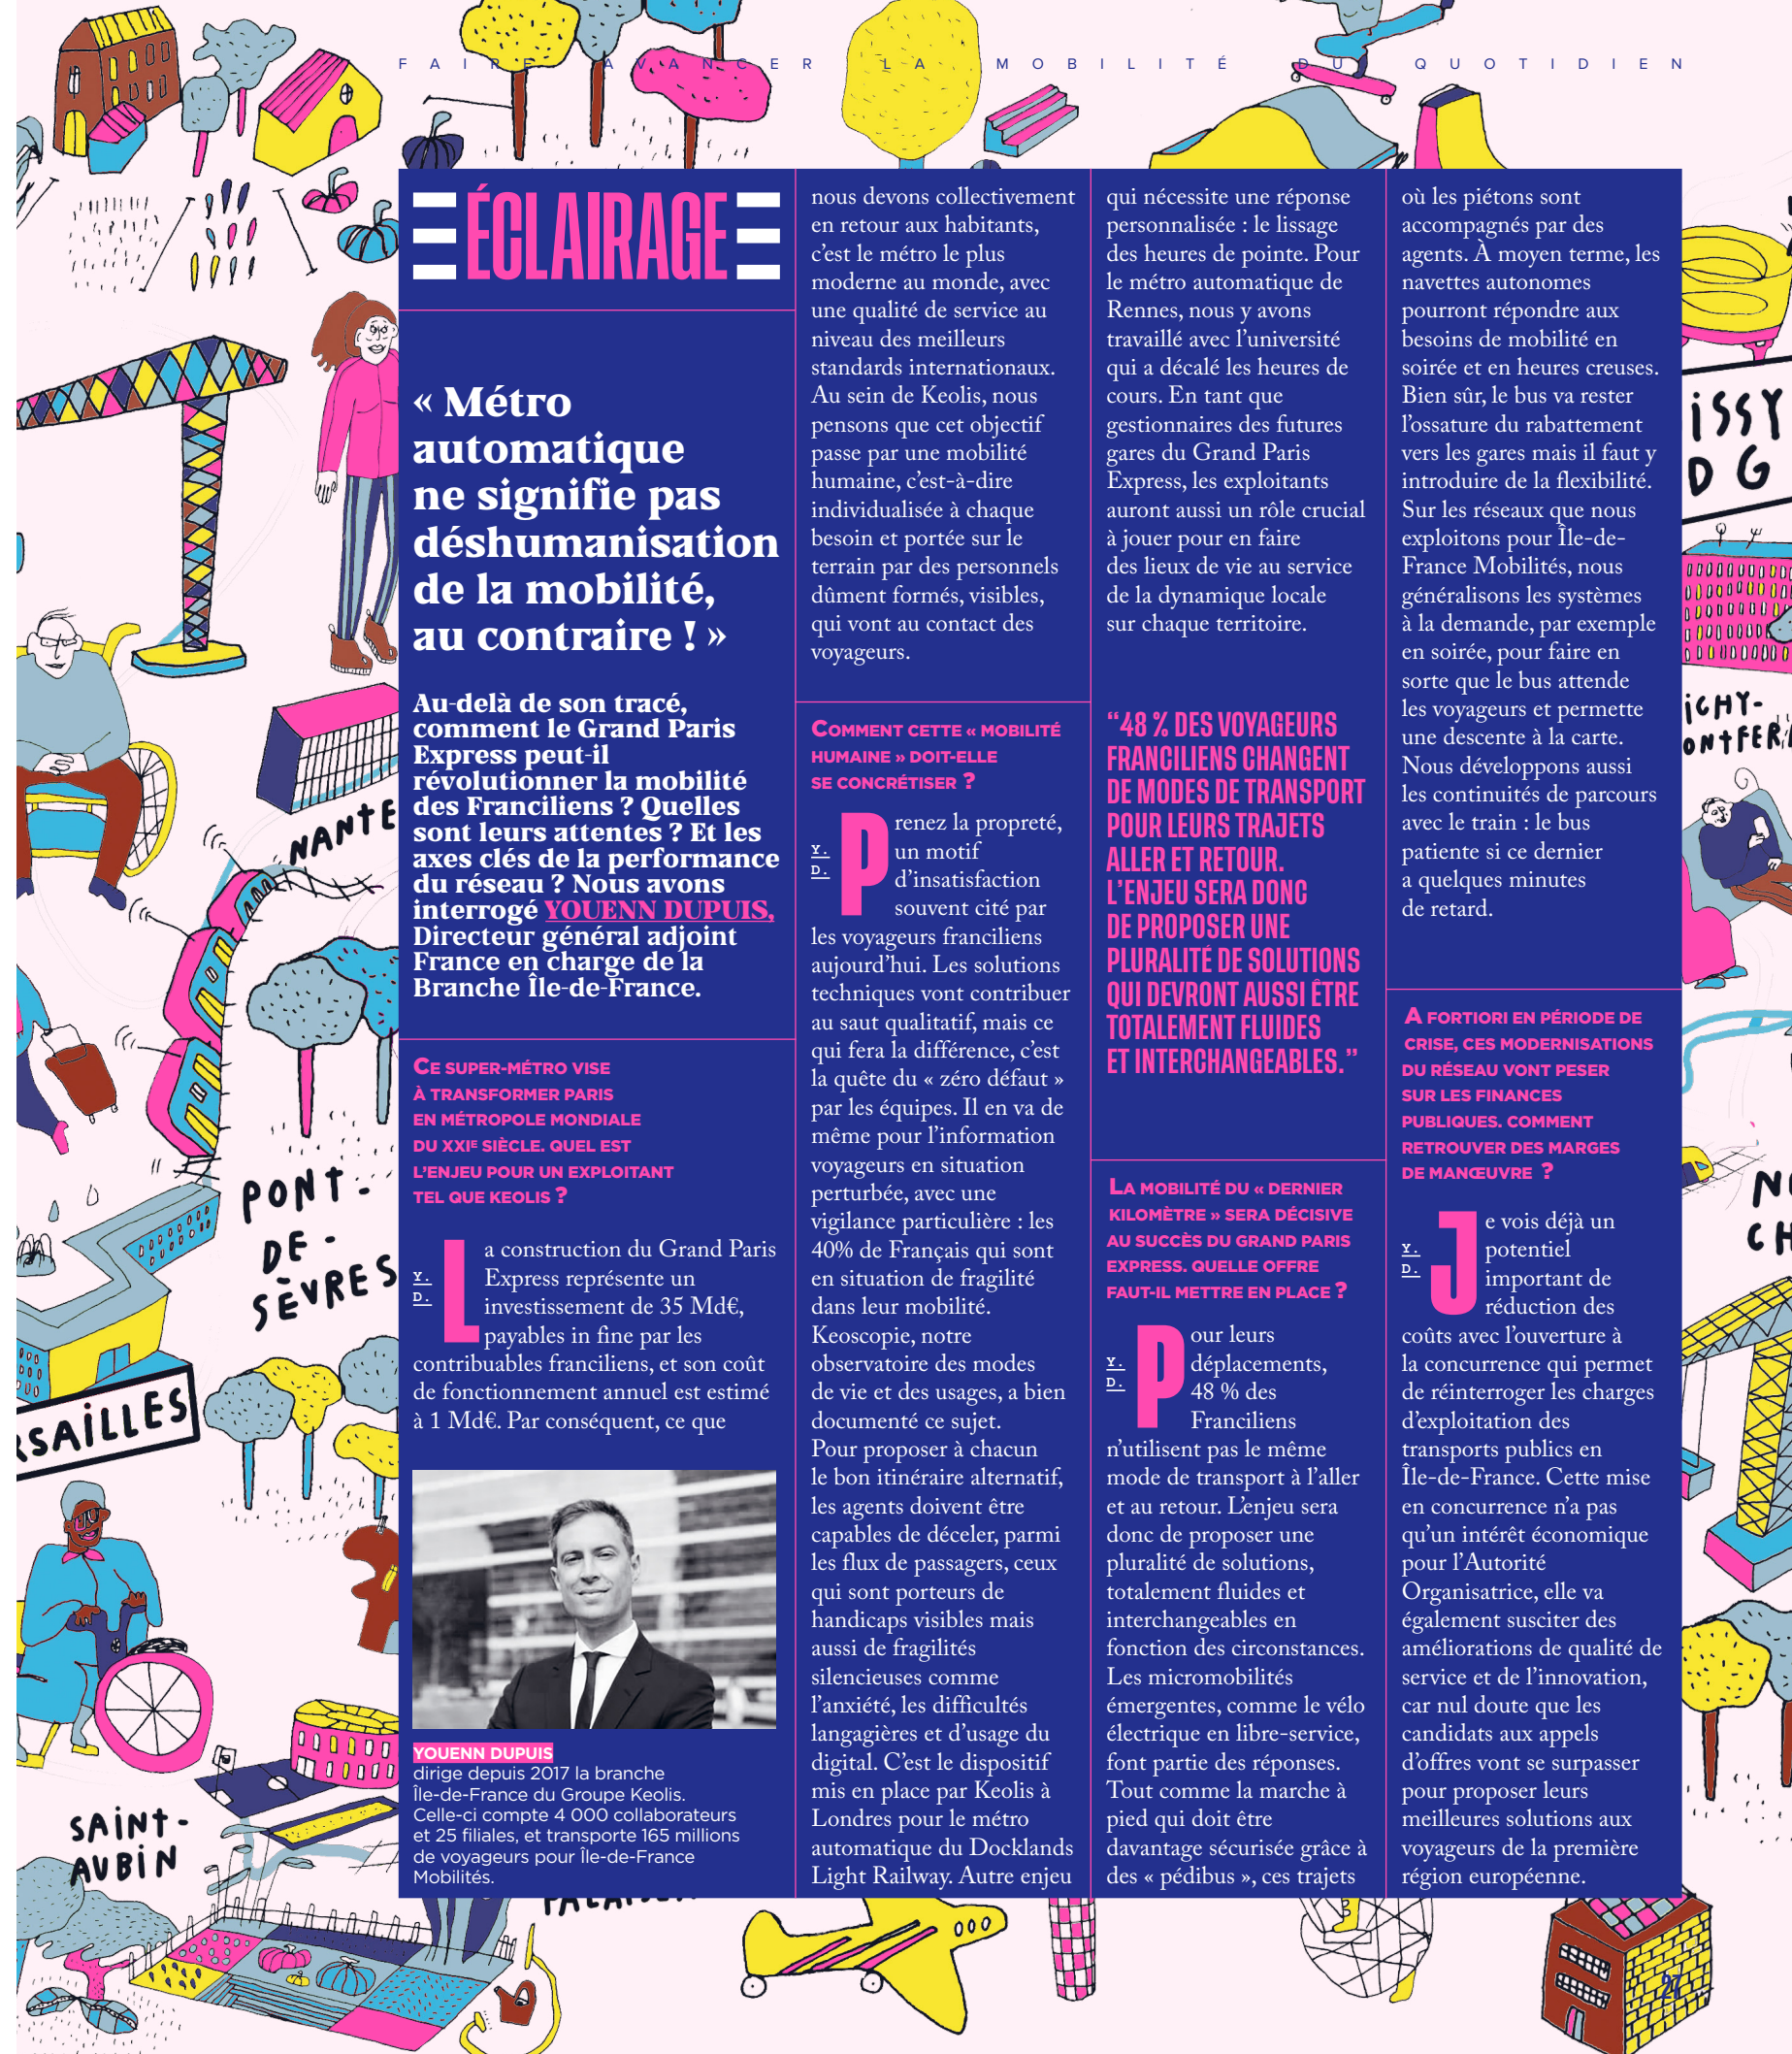 FAIRE AVANCER LA MOBILITÉ DU QUOTIDIEN
ÉCLAIRAGE
« Métro
automatique
ne signifie pas
déshumanisation
de la mobilité,
au contraire ! »
Au-delà de son tracé,
comment le Grand Paris
Express peut-il
révolutionner la mobilité
des Franciliens ? Quelles
sont leurs attentes ? Et les
axes clés de la performance
du réseau ? Nous avons
interrogé YOUENN DUPUIS,
Directeur général adjoint
France en charge de la
Branche Île-de-France.
CE SUPER-MÉTRO VISE
À TRANSFORMER PARIS
EN MÉTROPOLE MONDIALE
DU XXIE SIÈCLE. QUEL EST
L'ENJEU POUR UN EXPLOITANT
TEL QUE KEOLIS ?
Y.
D.
La construction du Grand Paris
Express représente un
investissement de 35 Md€,
payables in fine par les
contribuables franciliens, et son coût
de fonctionnement annuel est estimé
à 1 Md€. Par conséquent, ce que
YOUENN DUPUIS
dirige depuis 2017 la branche
Île-de-France du Groupe Keolis.
Celle-ci compte 4 000 collaborateurs
et 25 filiales, et transporte 165 millions
de voyageurs pour Île-de-France
Mobilités.
nous devons collectivement
en retour aux habitants,
c'est le métro le plus
moderne au monde, avec
une qualité de service au
niveau des meilleurs
standards internationaux.
Au sein de Keolis, nous
pensons que cet objectif
passe par une mobilité
humaine, c'est-à-dire
individualisée à chaque
besoin et portée sur le
terrain par des personnels
dûment formés, visibles,
qui vont au contact des
voyageurs.
COMMENT CETTE « MOBILITÉ
HUMAINE » DOIT-ELLE
SE CONCRÉTISER ?
Y.
D.
Prenez la propreté,
un motif
d'insatisfaction
souvent cité par
les voyageurs franciliens
aujourd'hui. Les solutions
techniques vont contribuer
au saut qualitatif, mais ce
qui fera la différence, c'est
la quête du « zéro défaut »
par les équipes. Il en va de
même pour l'information
voyageurs en situation
perturbée, avec une
vigilance particulière : les
40% de Français qui sont
en situation de fragilité
dans leur mobilité.
Keoscopie, notre
observatoire des modes
de vie et des usages, a bien
documenté ce sujet.
Pour proposer à chacun
le bon itinéraire alternatif,
les agents doivent être
capables de déceler, parmi
les flux de passagers, ceux
qui sont porteurs de
handicaps visibles mais
aussi de fragilités
silencieuses comme
l'anxiété, les difficultés
langagières et d'usage du
digital. C'est le dispositif
mis en place par Keolis à
Londres pour le métro
automatique du Docklands
Light Railway. Autre enjeu
qui nécessite une réponse
personnalisée : le lissage
des heures de pointe. Pour
le métro automatique de
Rennes, nous y avons
travaillé avec l'université
qui a décalé les heures de
cours. En tant que
gestionnaires des futures
gares du Grand Paris
Express, les exploitants
auront aussi un rôle crucial
à jouer pour en faire
des lieux de vie au service
de la dynamique locale
sur chaque territoire.
“48 % DES VOYAGEURS
FRANCILIENS CHANGENT
DE MODES DE TRANSPORT
POUR LEURS TRAJETS
ALLER ET RETOUR.
L'ENJEU SERA DONC
DE PROPOSER UNE
PLURALITÉ DE SOLUTIONS
QUI DEVRONT AUSSI ÊTRE
TOTALEMENT FLUIDES
ET INTERCHANGEABLES.”
LA MOBILITÉ DU « DERNIER
KILOMÈTRE » SERA DÉCISIVE
AU SUCCÈS DU GRAND PARIS
EXPRESS. QUELLE OFFRE
FAUT-IL METTRE EN PLACE ?
Y.
D.
Pour leurs
déplacements,
48 % des
Franciliens
n'utilisent pas le même
mode de transport à l'aller
et au retour. L'enjeu sera
donc de proposer une
pluralité de solutions,
totalement fluides et
interchangeables en
fonction des circonstances.
Les micromobilités
émergentes, comme le vélo
électrique en libre-service,
font partie des réponses.
Tout comme la marche à
pied qui doit être
davantage sécurisée grâce à
des « pédibus », ces trajets
où les piétons sont
accompagnés par des
agents. À moyen terme, les
navettes autonomes
pourront répondre aux
besoins de mobilité en
soirée et en heures creuses.
Bien sûr, le bus va rester
l'ossature du rabattement
vers les gares mais il faut y
introduire de la flexibilité.
Sur les réseaux que nous
exploitons pour Île-de-
France Mobilités, nous
généralisons les systèmes
à la demande, par exemple
en soirée, pour faire en
sorte que le bus attende
les voyageurs et permette
une descente à la carte.
Nous développons aussi
les continuités de parcours
avec le train : le bus
patiente si ce dernier
a quelques minutes
de retard.
A FORTIORI EN PÉRIODE DE
CRISE, CES MODERNISATIONS
DU RÉSEAU VONT PESER
SUR LES FINANCES
PUBLIQUES. COMMENT
RETROUVER DES MARGES
DE MANŒUVRE ?
Y.
D.
Je vois déjà un
potentiel
important de
réduction des
coûts avec l'ouverture à
la concurrence qui permet
de réinterroger les charges
d'exploitation des
transports publics en
Île-de-France. Cette mise
en concurrence n'a pas
qu'un intérêt économique
pour l'Autorité
Organisatrice, elle va
également susciter des
améliorations de qualité de
service et de l'innovation,
car nul doute que les
candidats aux appels
d'offres vont se surpasser
pour proposer leurs
meilleures solutions aux
voyageurs de la première
région européenne.
NANTE
PONT-
DE-
SÈVRES
RSAILLES
SAINT-
AUBIN
ISSY
ICHY-
27